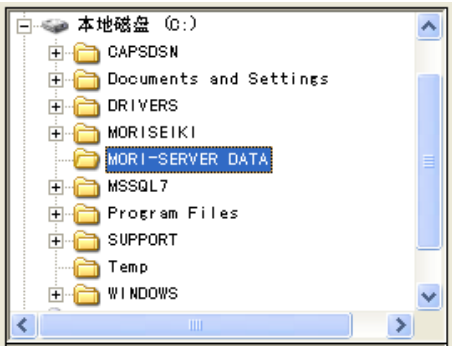 本地磁盘 (C:)
CAPSDSN
Documents and Settings
DRIVERS
MORISEIKI
MORI-SERVER DATA
MSSQL7
Program Files
SUPPORT
Temp
WINDOWS